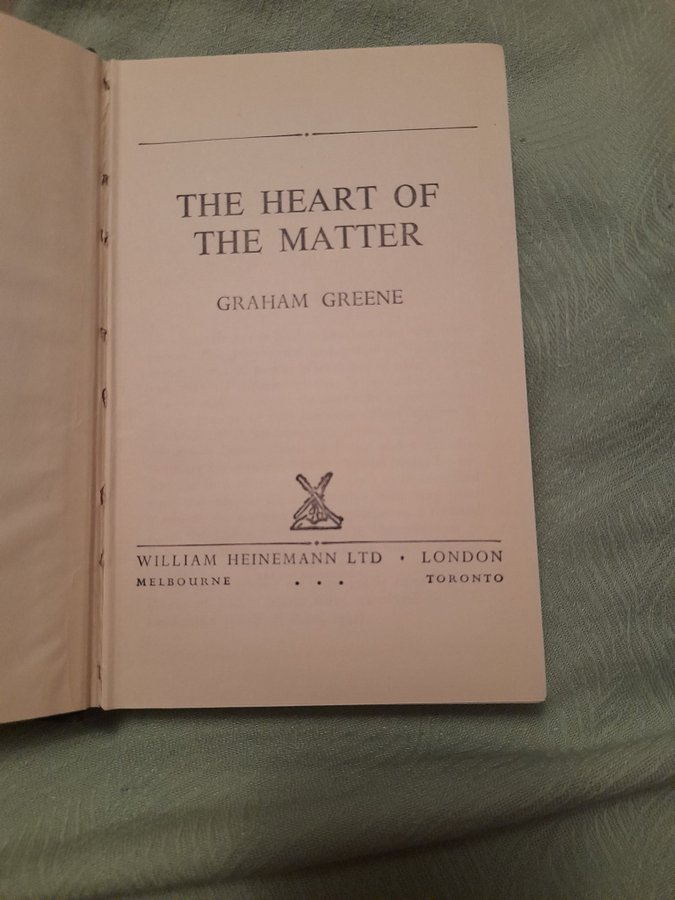 THE HEART OF
THE MATTER
GRAHAM GREENE
WILLIAM HEINEMANN LTD · LONDON
MELBOURNE . . . TORONTO